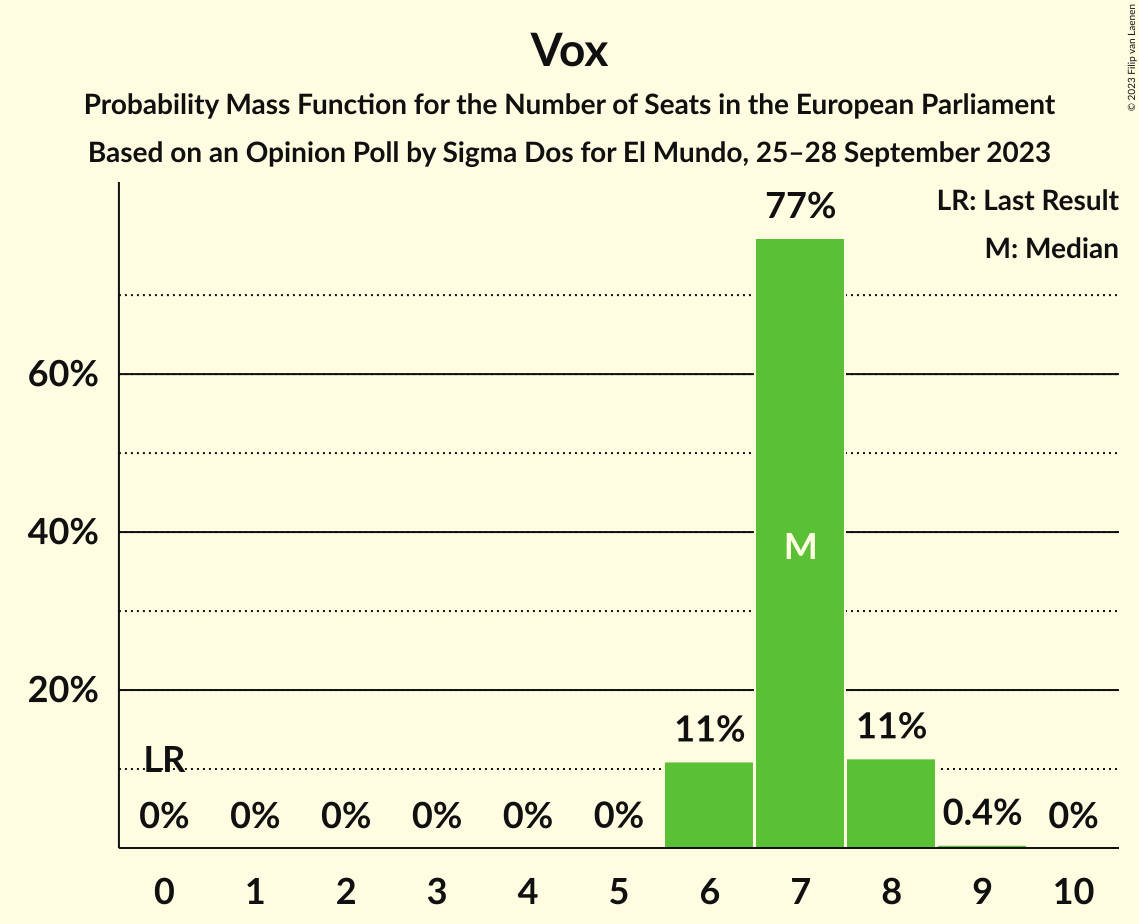 Vox
Probability Mass Function for the Number of Seats in the European Parliament
Based on an Opinion Poll by Sigma Dos for El Mundo, 25–28 September 2023
© 2023 Filip van Laenen
LR: Last Result
M: Median
77%
60%
M
40%
20%
11%
11%
LR
0%
0%
0%
0%
0%
0%
0.4%
0%
0 1 2 3 4 5 6 7 8 9 10